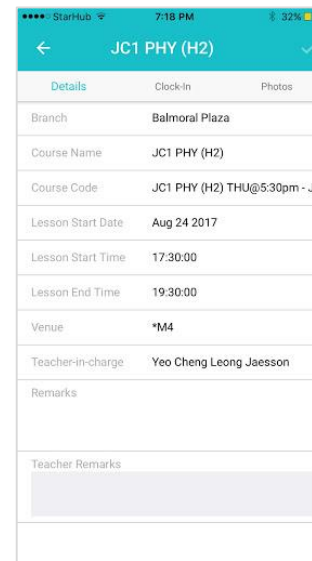 StarHub 7:18 PM 32%
JC1 PHY (H2)
Details Clock-In Photos
Branch Balmoral Plaza
Course Name JC1 PHY (H2)
Course Code JC1 PHY (H2) THU@5:30pm - J
Lesson Start Date Aug 24 2017
Lesson Start Time 17:30:00
Lesson End Time 19:30:00
Venue *M4
Teacher-in-charge Yeo Cheng Leong Jaesson
Remarks
Teacher Remarks